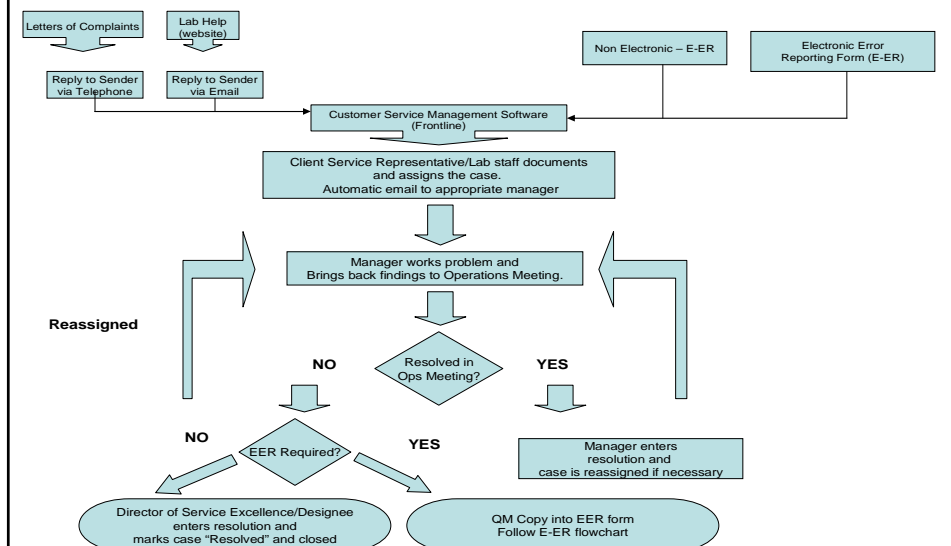 Letters of Complaints
Lab Help
(website)
Non Electronic – E-ER
Electronic Error
Reporting Form (E-ER)
Reply to Sender
via Telephone
Reply to Sender
via Email
Customer Service Management Software
(Frontline)
Client Service Representative/Lab staff documents
and assigns the case.
Automatic email to appropriate manager
Manager works problem and
Brings back findings to Operations Meeting.
Reassigned
Resolved in
Ops Meeting?
NO
YES
NO
EER Required?
YES
Manager enters
resolution and
case is reassigned if necessary
Director of Service Excellence/Designee
enters resolution and
marks case "Resolved" and closed
QM Copy into EER form
Follow E-ER flowchart